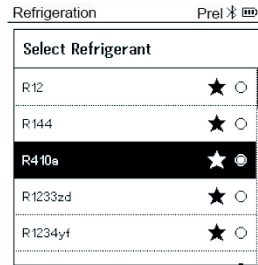 Refrigeration Prel
Select Refrigerant
R12
R144
R410a
R1233zd
R1234yf